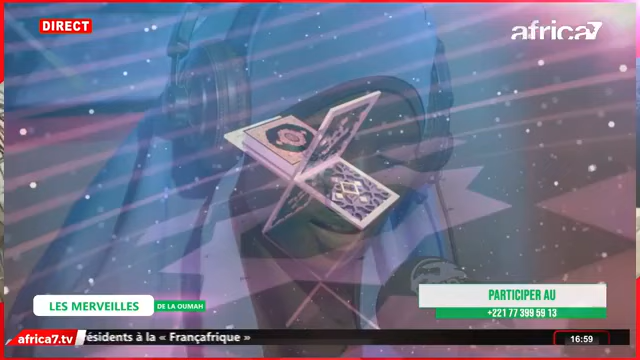 DIRECT
africa7
LES MERVEILLES
DE LA OUMAH
PARTICIPER AU
+221 77 399 59 13
africa7.tv
résidents à la « Françafrique »
16:59